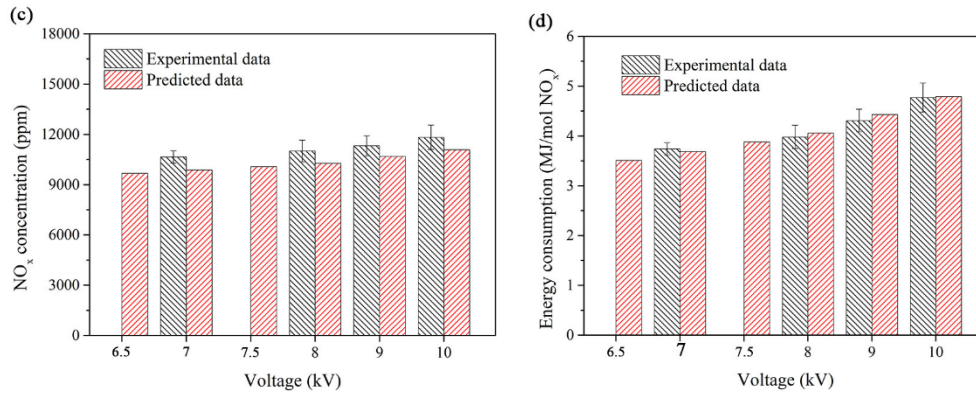 (c)
18000
15000
12000
9000
6000
3000
0
NOx concentration (ppm)
Experimental data
Predicted data
6.5 7 7.5 8 9 10
Voltage (kV)
(d)
6
5
4
3
2
1
0
Energy consumption (MJ/mol NOx)
Experimental data
Predicted data
6.5 7 7.5 8 9 10
Voltage (kV)